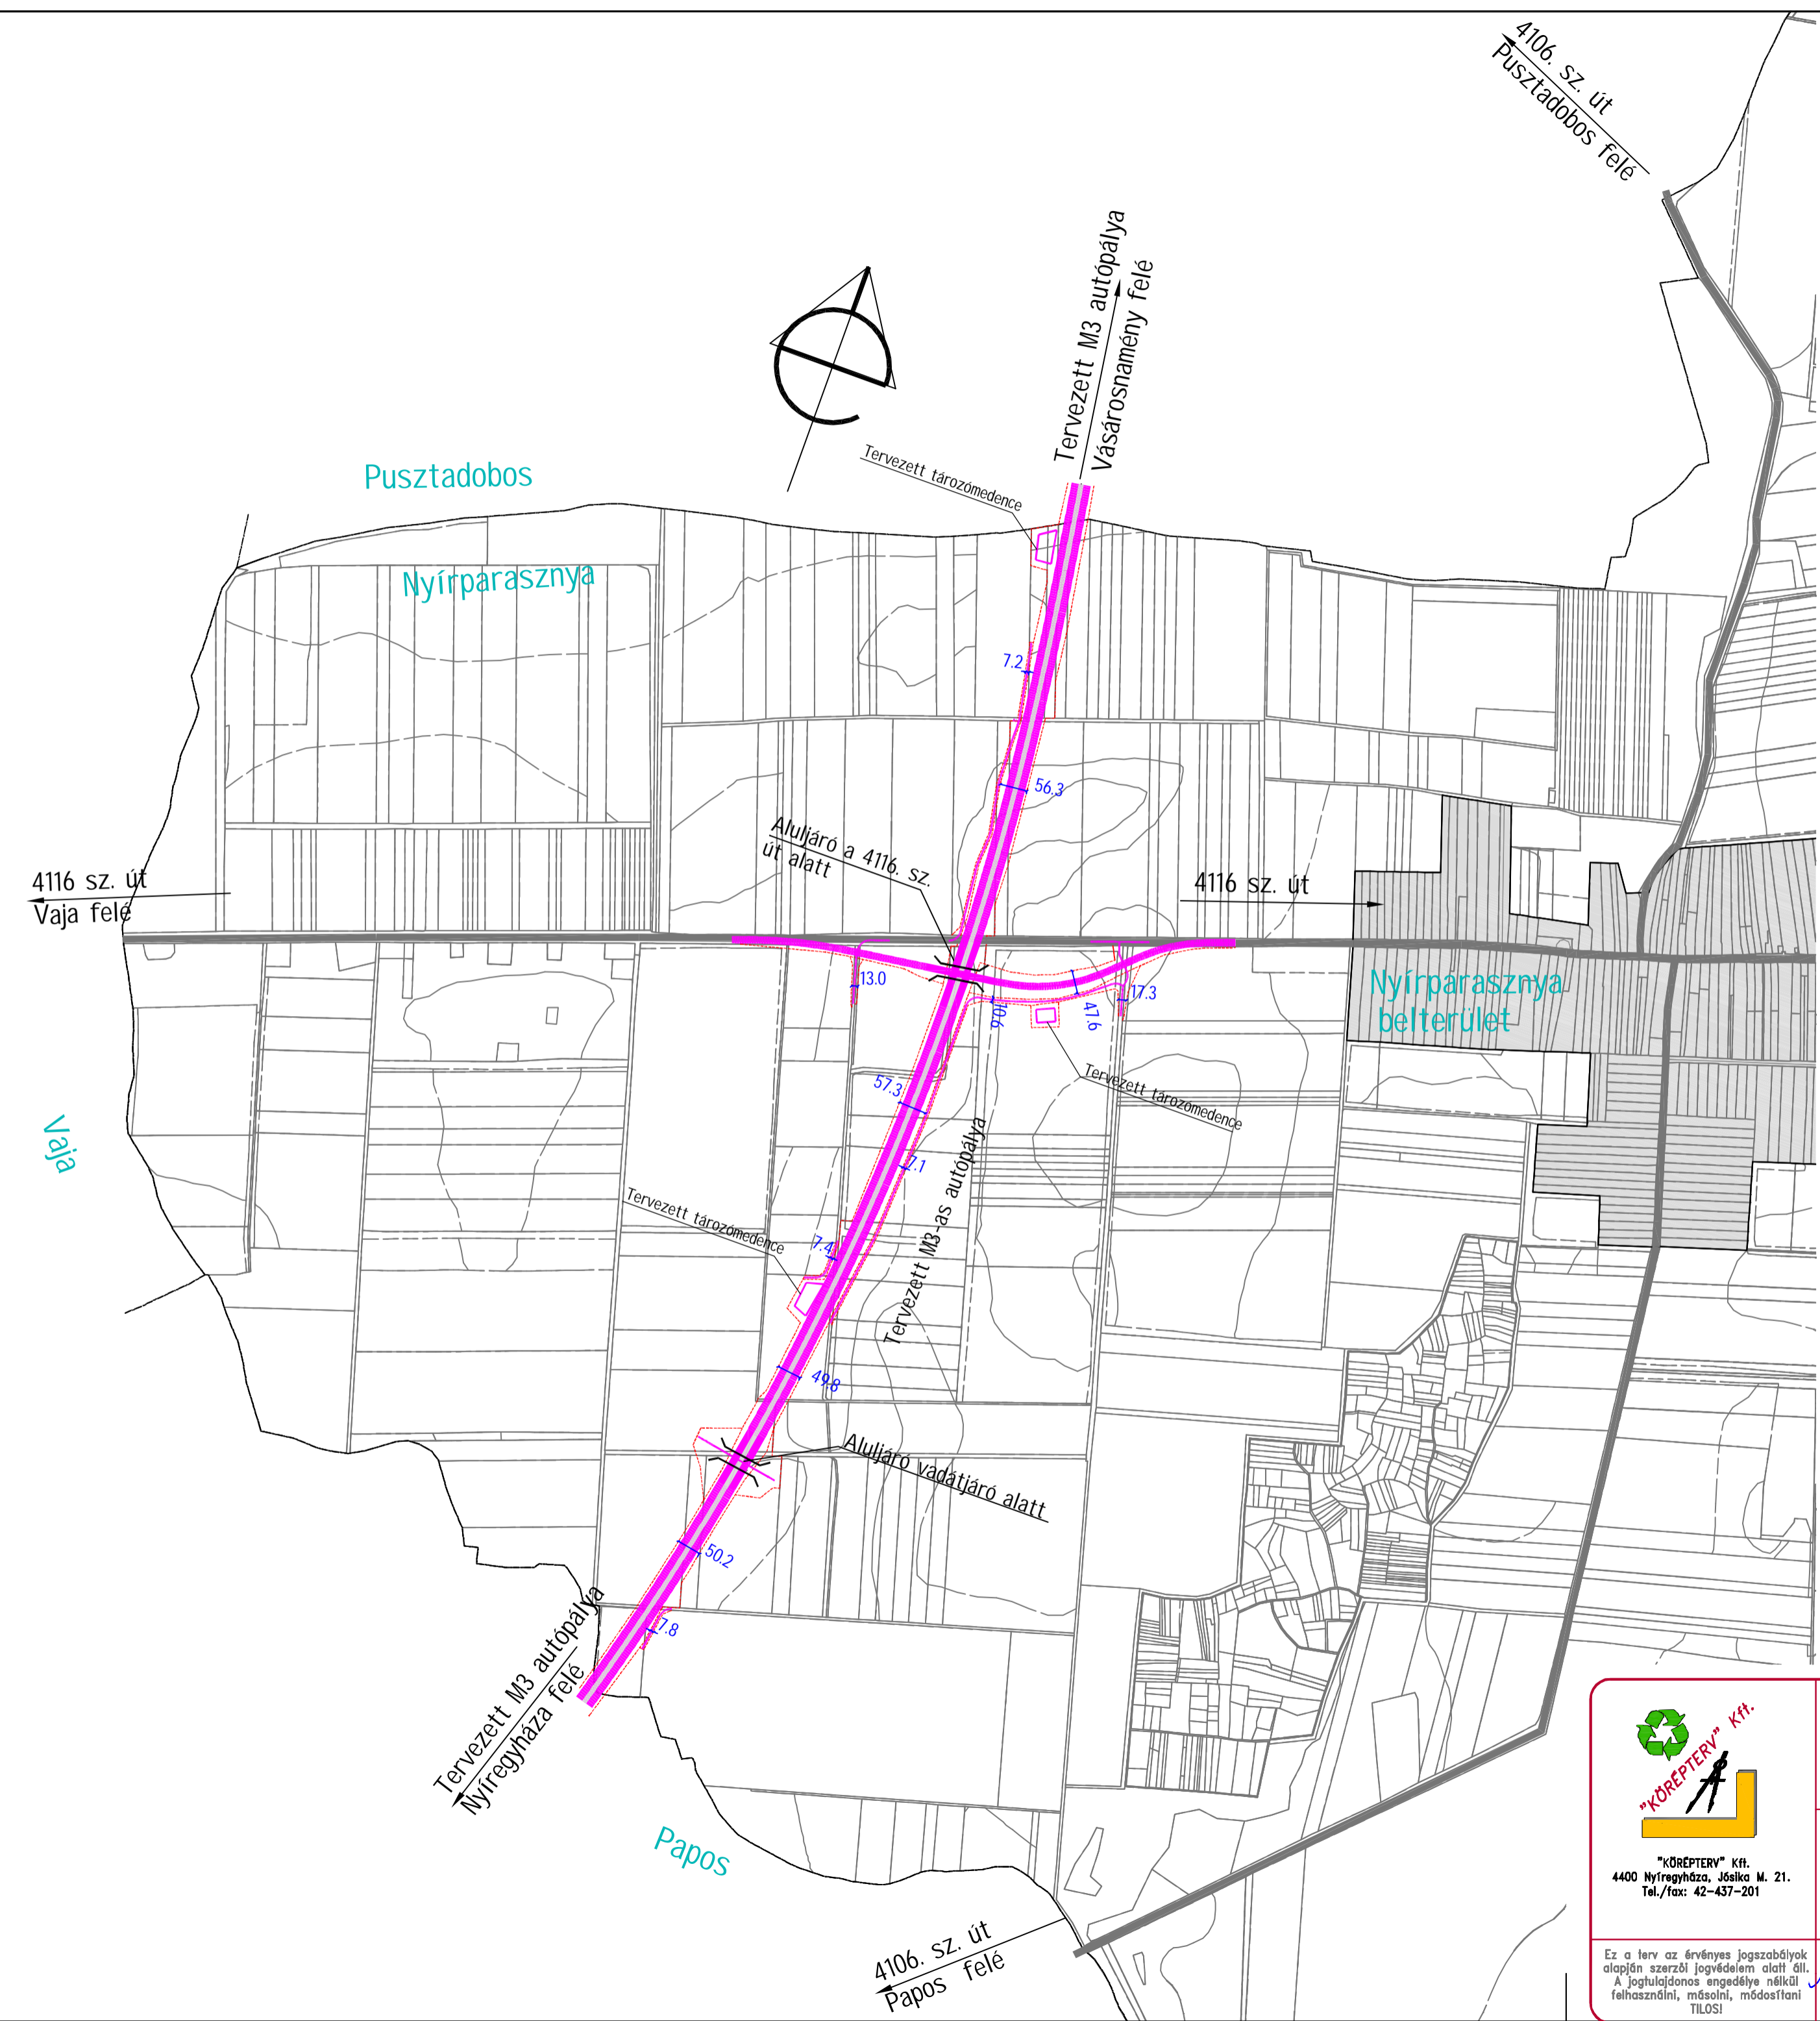 4106. sz. út
Pusztadobos felé
Tervezett M3 autópálya
Vásárosnamény felé
Tervezett tározómedence
Pusztadobos
Nyírparasznya
7.2
56.3
Aluljáró a 4116. sz.
út alatt
4116 sz. út
Vaja felé
4116 sz. út
13.0
10.6
47.6
17.3
Nyírparasznya
belterület
57.3
Tervezett tározómedence
Vaja
7.1
Tervezett M3-as autópálya
Tervezett tározómedence
7.4
49.8
Aluljáró vadátjáró alatt
50.2
7.8
Tervezett M3 autópálya
Nyíregyháza felé
Papos
4106. sz. út
Papos felé
"KÖRÉPTERV" Kft.
"KÖRÉPTERV" Kft.
4400 Nyíregyháza, Jósika M. 21.
Tel./fax: 42-437-201
Ez a terv az érvényes jogszabályok
alapján szerzői jogvédelem alatt áll.
A jogtulajdonos engedélye nélkül
felhasználni, másolni, módosítani
TILOS!